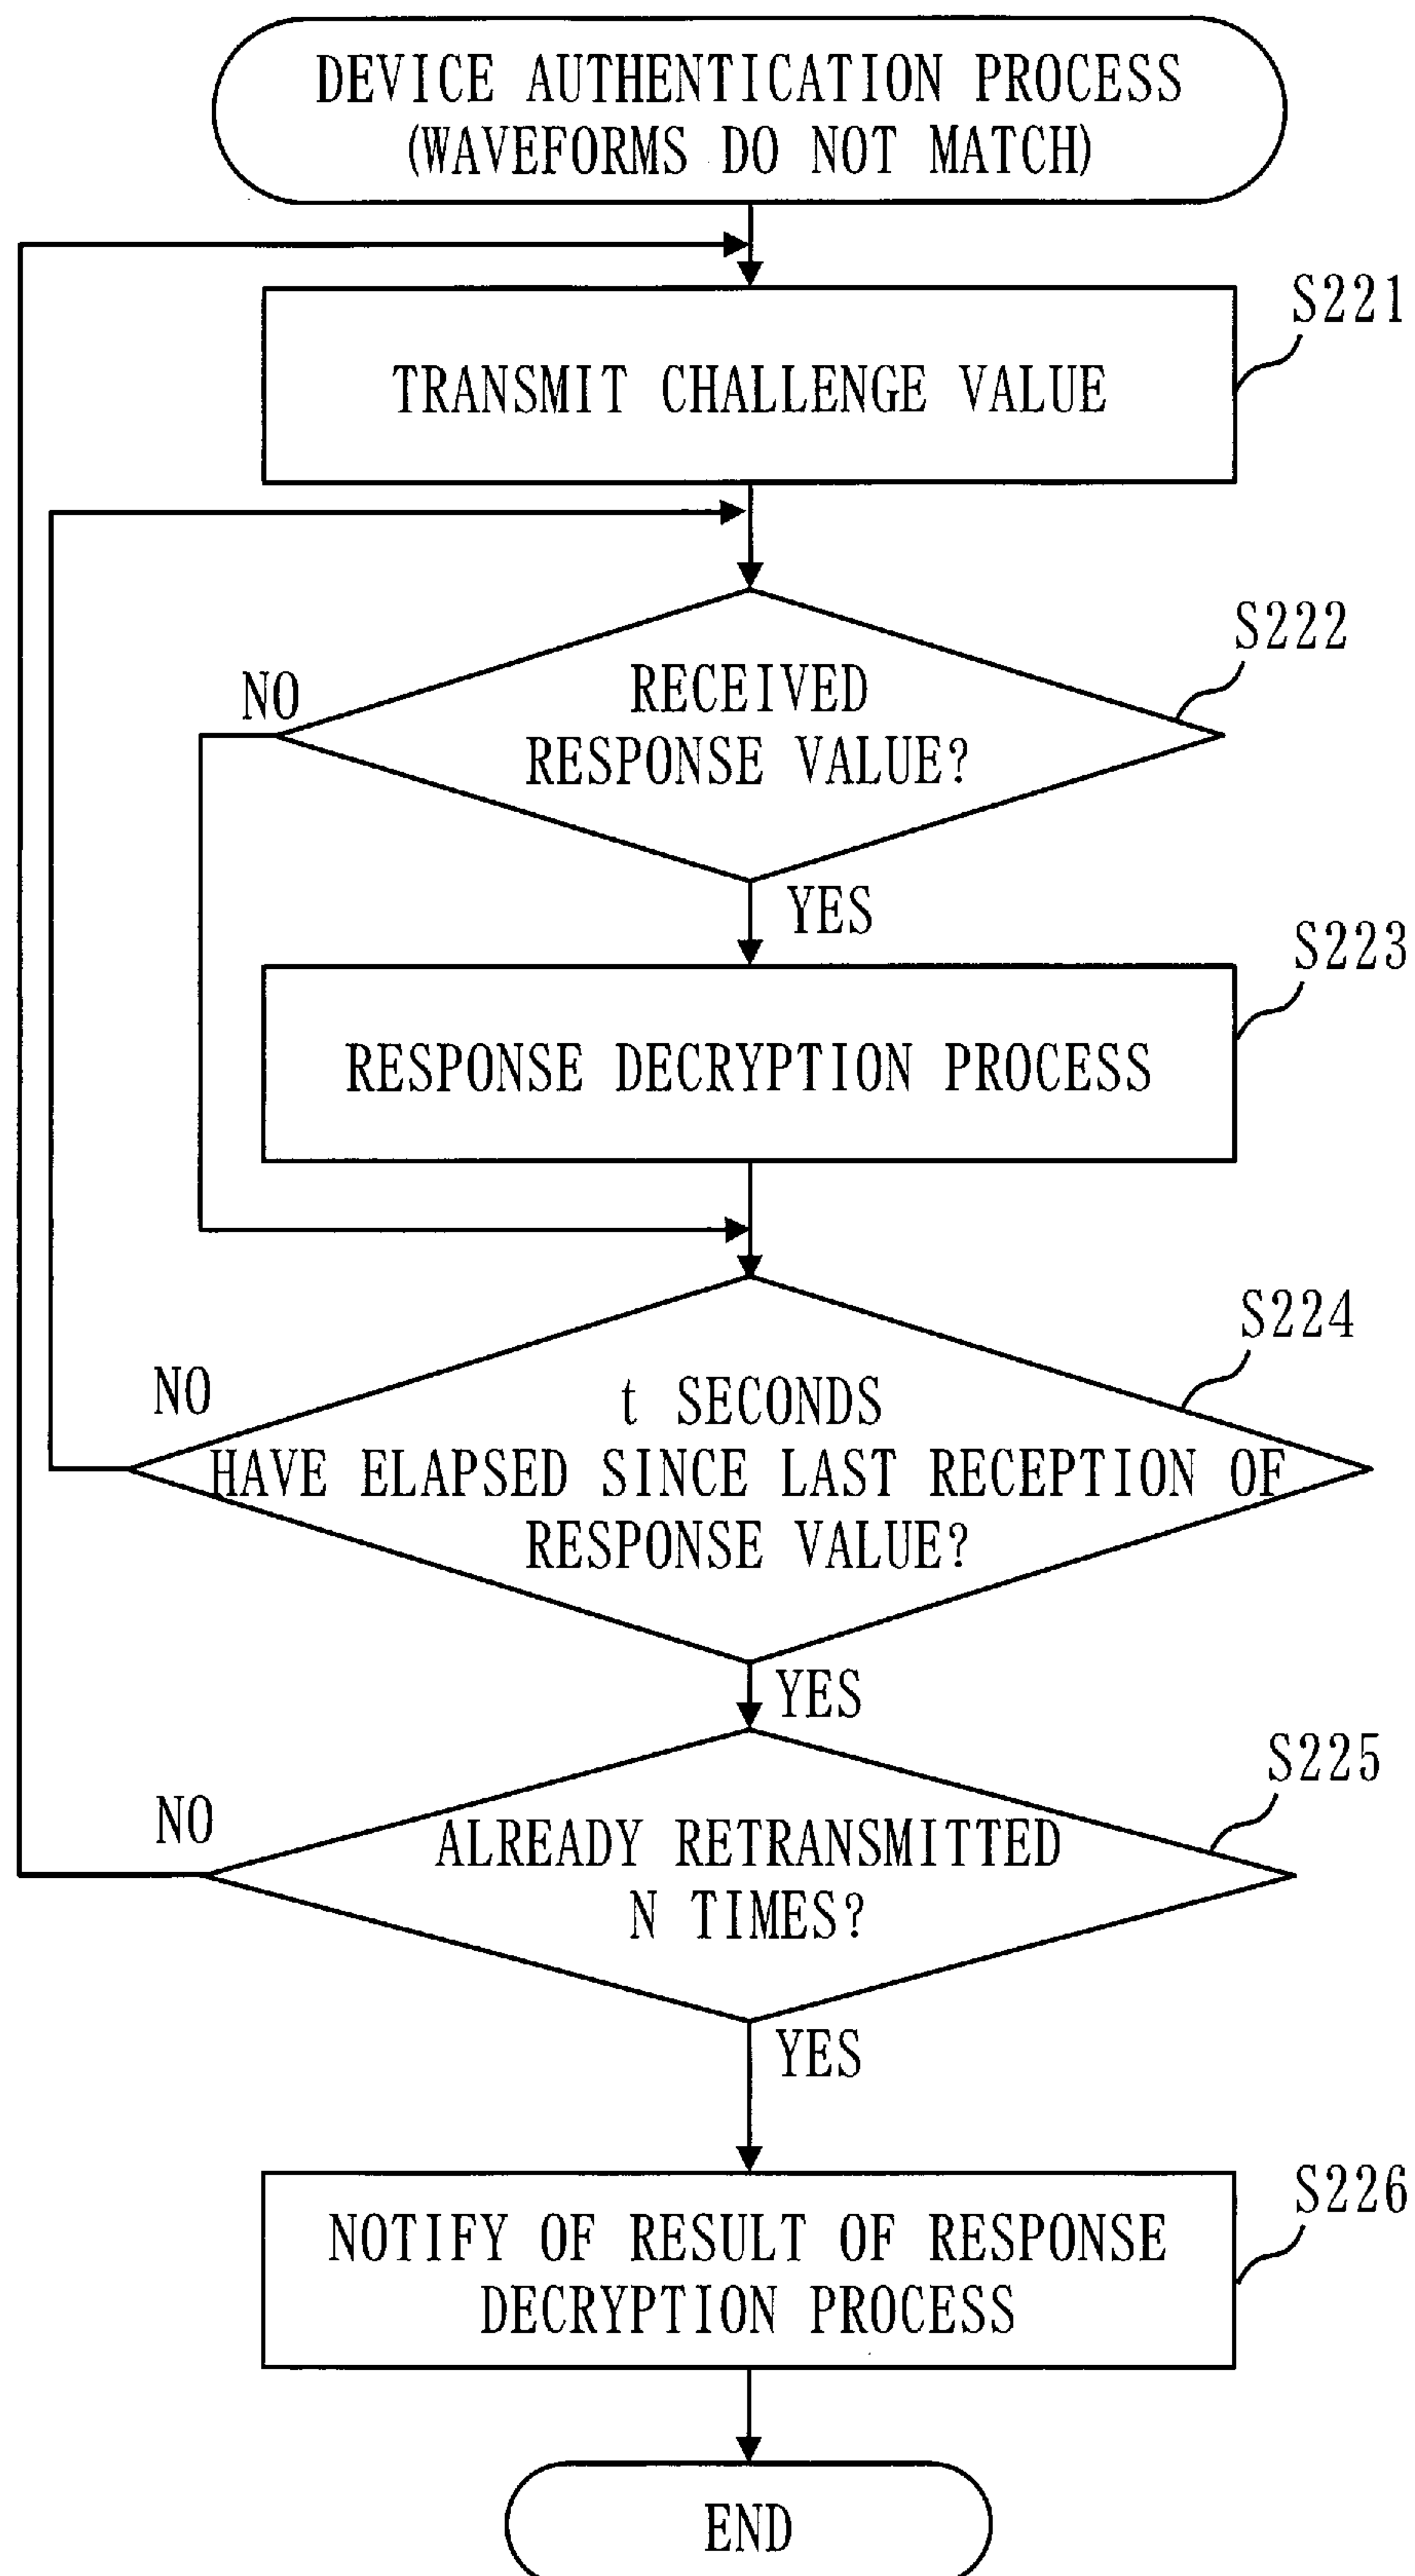 DEVICE AUTHENTICATION PROCESS
(WAVEFORMS DO NOT MATCH)
S221
TRANSMIT CHALLENGE VALUE
S222
NO
RECEIVED
RESPONSE VALUE?
YES
S223
RESPONSE DECRYPTION PROCESS
S224
NO
t SECONDS
HAVE ELAPSED SINCE LAST RECEPTION OF
RESPONSE VALUE?
YES
S225
NO
ALREADY RETRANSMITTED
N TIMES?
YES
S226
NOTIFY OF RESULT OF RESPONSE
DECRYPTION PROCESS
END